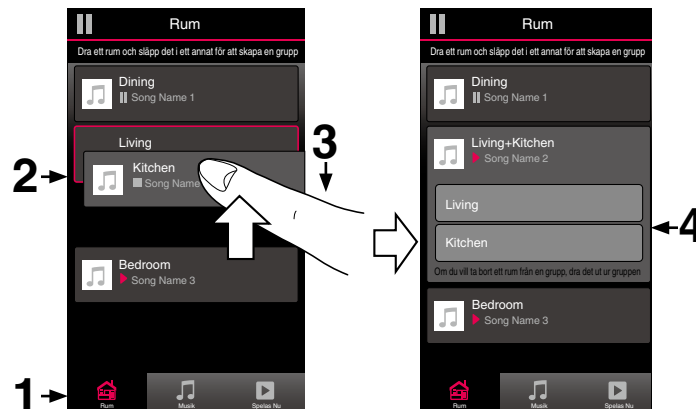 Rum
Dra ett rum och släpp det i ett annat för att skapa en grupp
Dining
Song Name 1
Living
Kitchen
Song Name
Bedroom
Song Name 3
Rum
Musik
Spelas Nu
1
2
3
Rum
Dra ett rum och släpp det i ett annat för att skapa en grupp
Dining
Song Name 1
Living+Kitchen
Song Name 2
Living
Kitchen
Om du vill ta bort ett rum från en grupp, dra det ut ur gruppen
Bedroom
Song Name 3
Rum
Musik
Spelas Nu
4